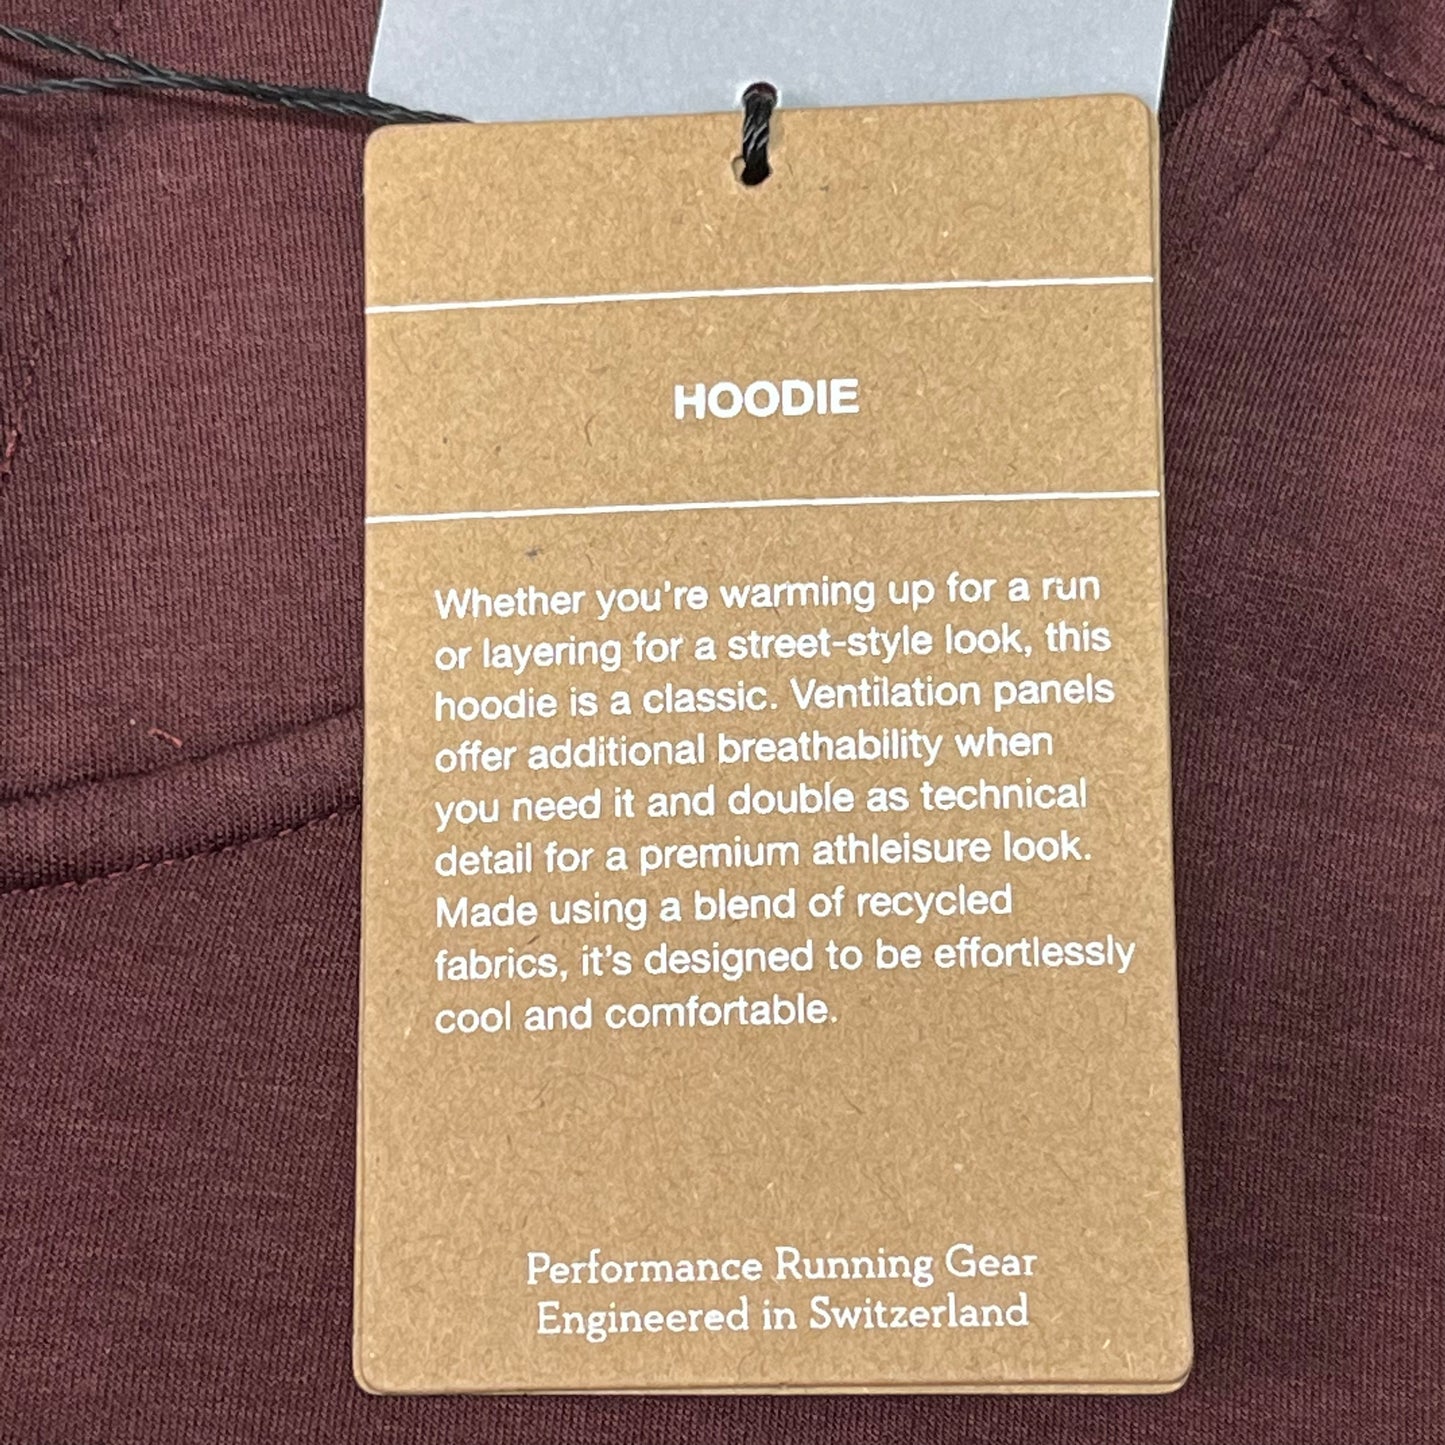 HOODIE
Whether you're warming up for a run
or layering for a street-style look, this
hoodie is a classic. Ventilation panels
offer additional breathability when
you need it and double as technical
detail for a premium athleisure look.
Made using a blend of recycled
fabrics, it's designed to be effortlessly
cool and comfortable.
Performance Running Gear
Engineered in Switzerland